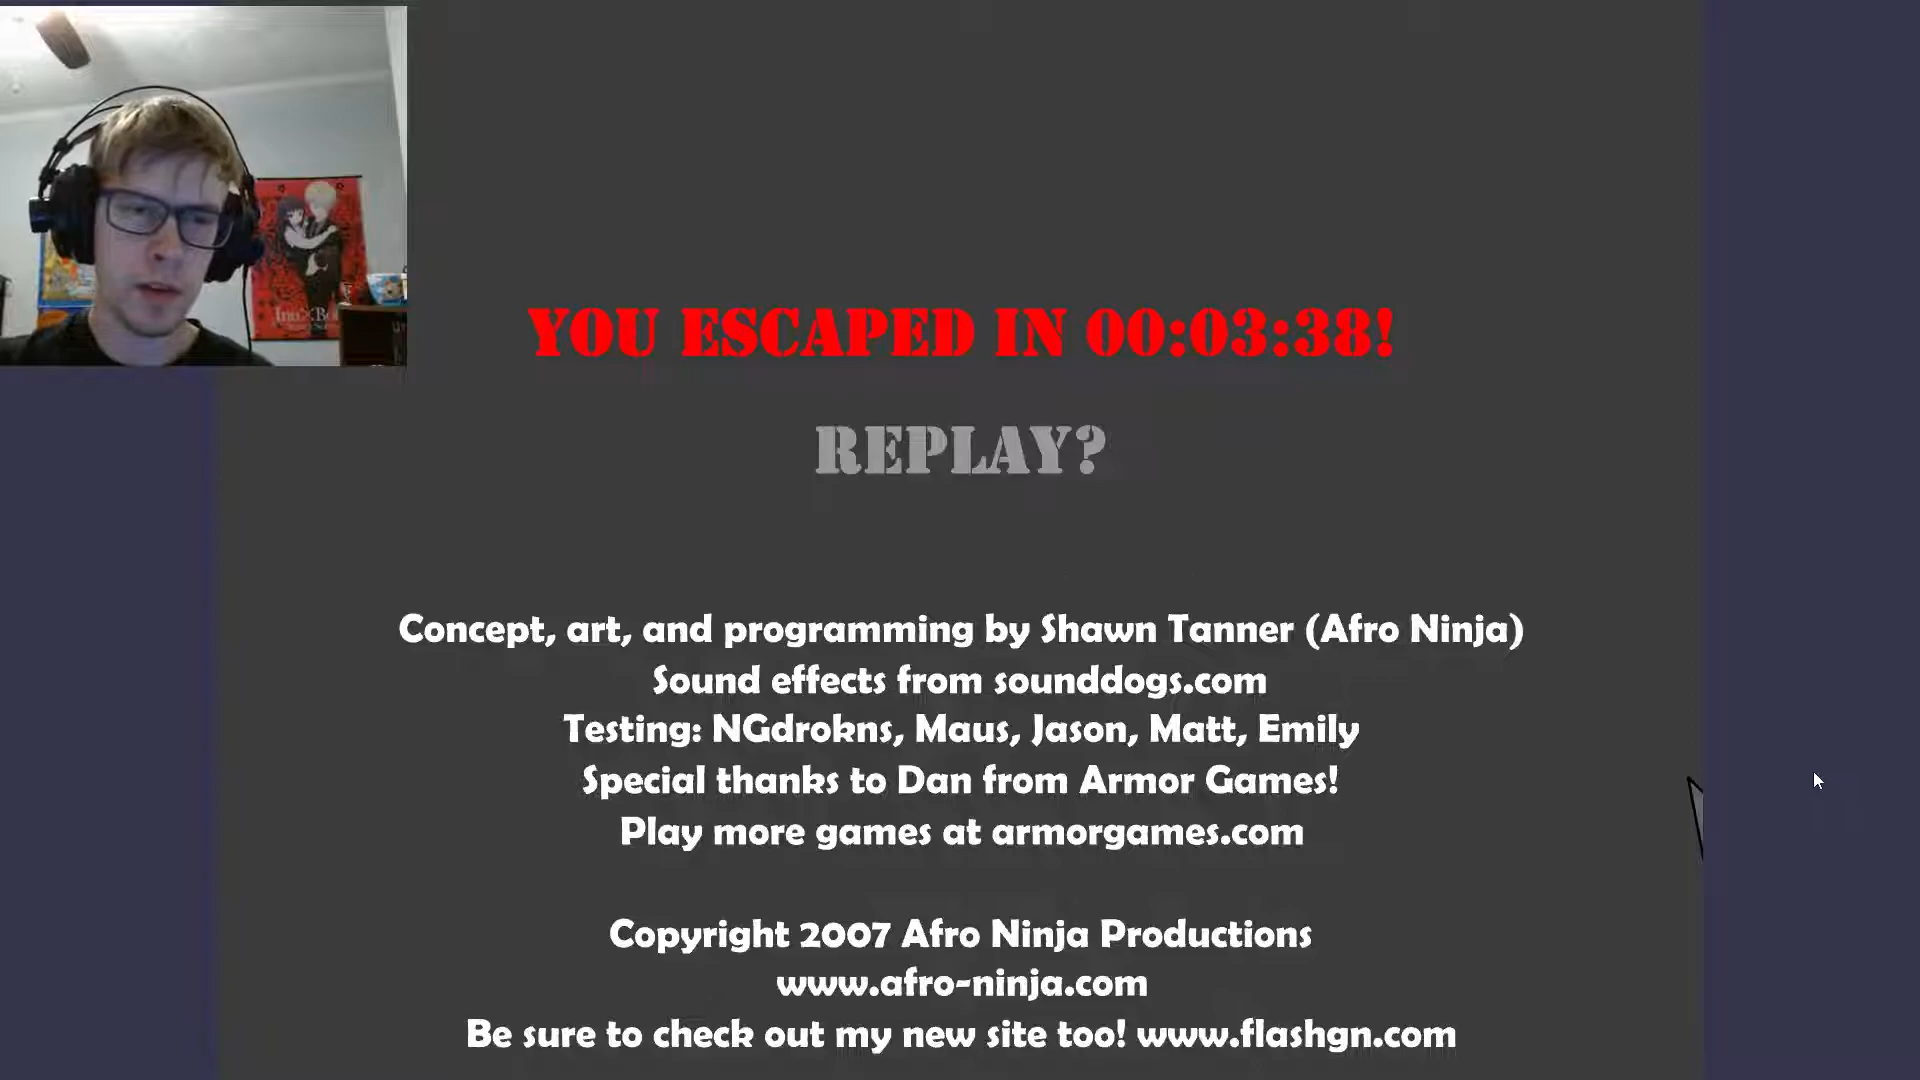 YOU ESCAPED IN 00:03:38!
REPLAY?
Concept, art, and programming by Shawn Tanner (Afro Ninja)
Sound effects from sounddogs.com
Testing: NGdrokns, Maus, Jason, Matt, Emily
Special thanks to Dan from Armor Games!
Play more games at armorgames.com
Copyright 2007 Afro Ninja Productions
www.afro-ninja.com
Be sure to check out my new site too! www.flashgn.com